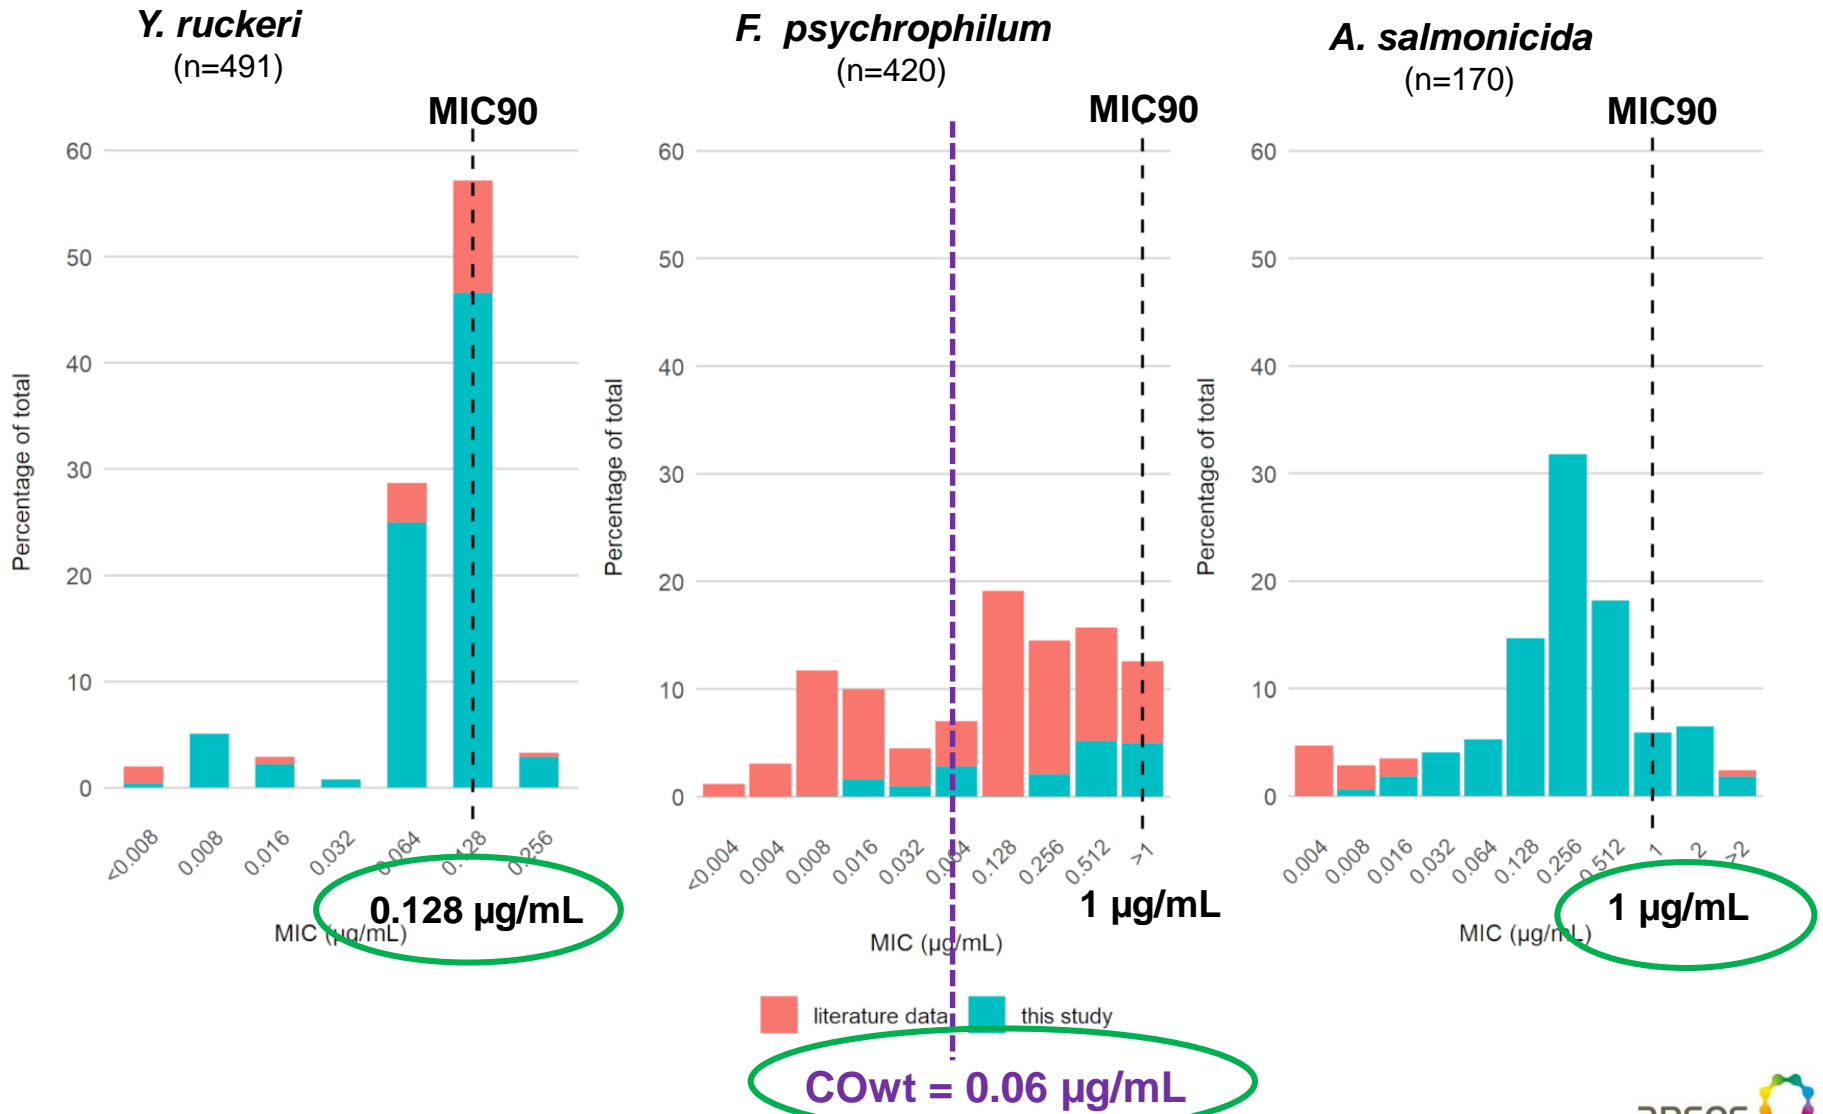 Y. ruckeri
(n=491)
MIC90
Percentage of total
60
50
40
30
20
10
0
<0.008
0.008
0.016
0.032
0.064
0.128
0.256
0.128 µg/mL
MIC (µg/mL)
F. psychrophilum
(n=420)
MIC90
Percentage of total
60
50
40
30
20
10
0
<0.004
0.004
0.008
0.016
0.032
0.064
0.128
0.256
0.512
>1
1 µg/mL
MIC (µg/mL)
A. salmonicida
(n=170)
MIC90
Percentage of total
60
50
40
30
20
10
0
0.004
0.008
0.016
0.032
0.064
0.128
0.256
0.512
1
2
>2
1 µg/mL
MIC (µg/mL)
literature data
this study
COwt = 0.06 µg/mL